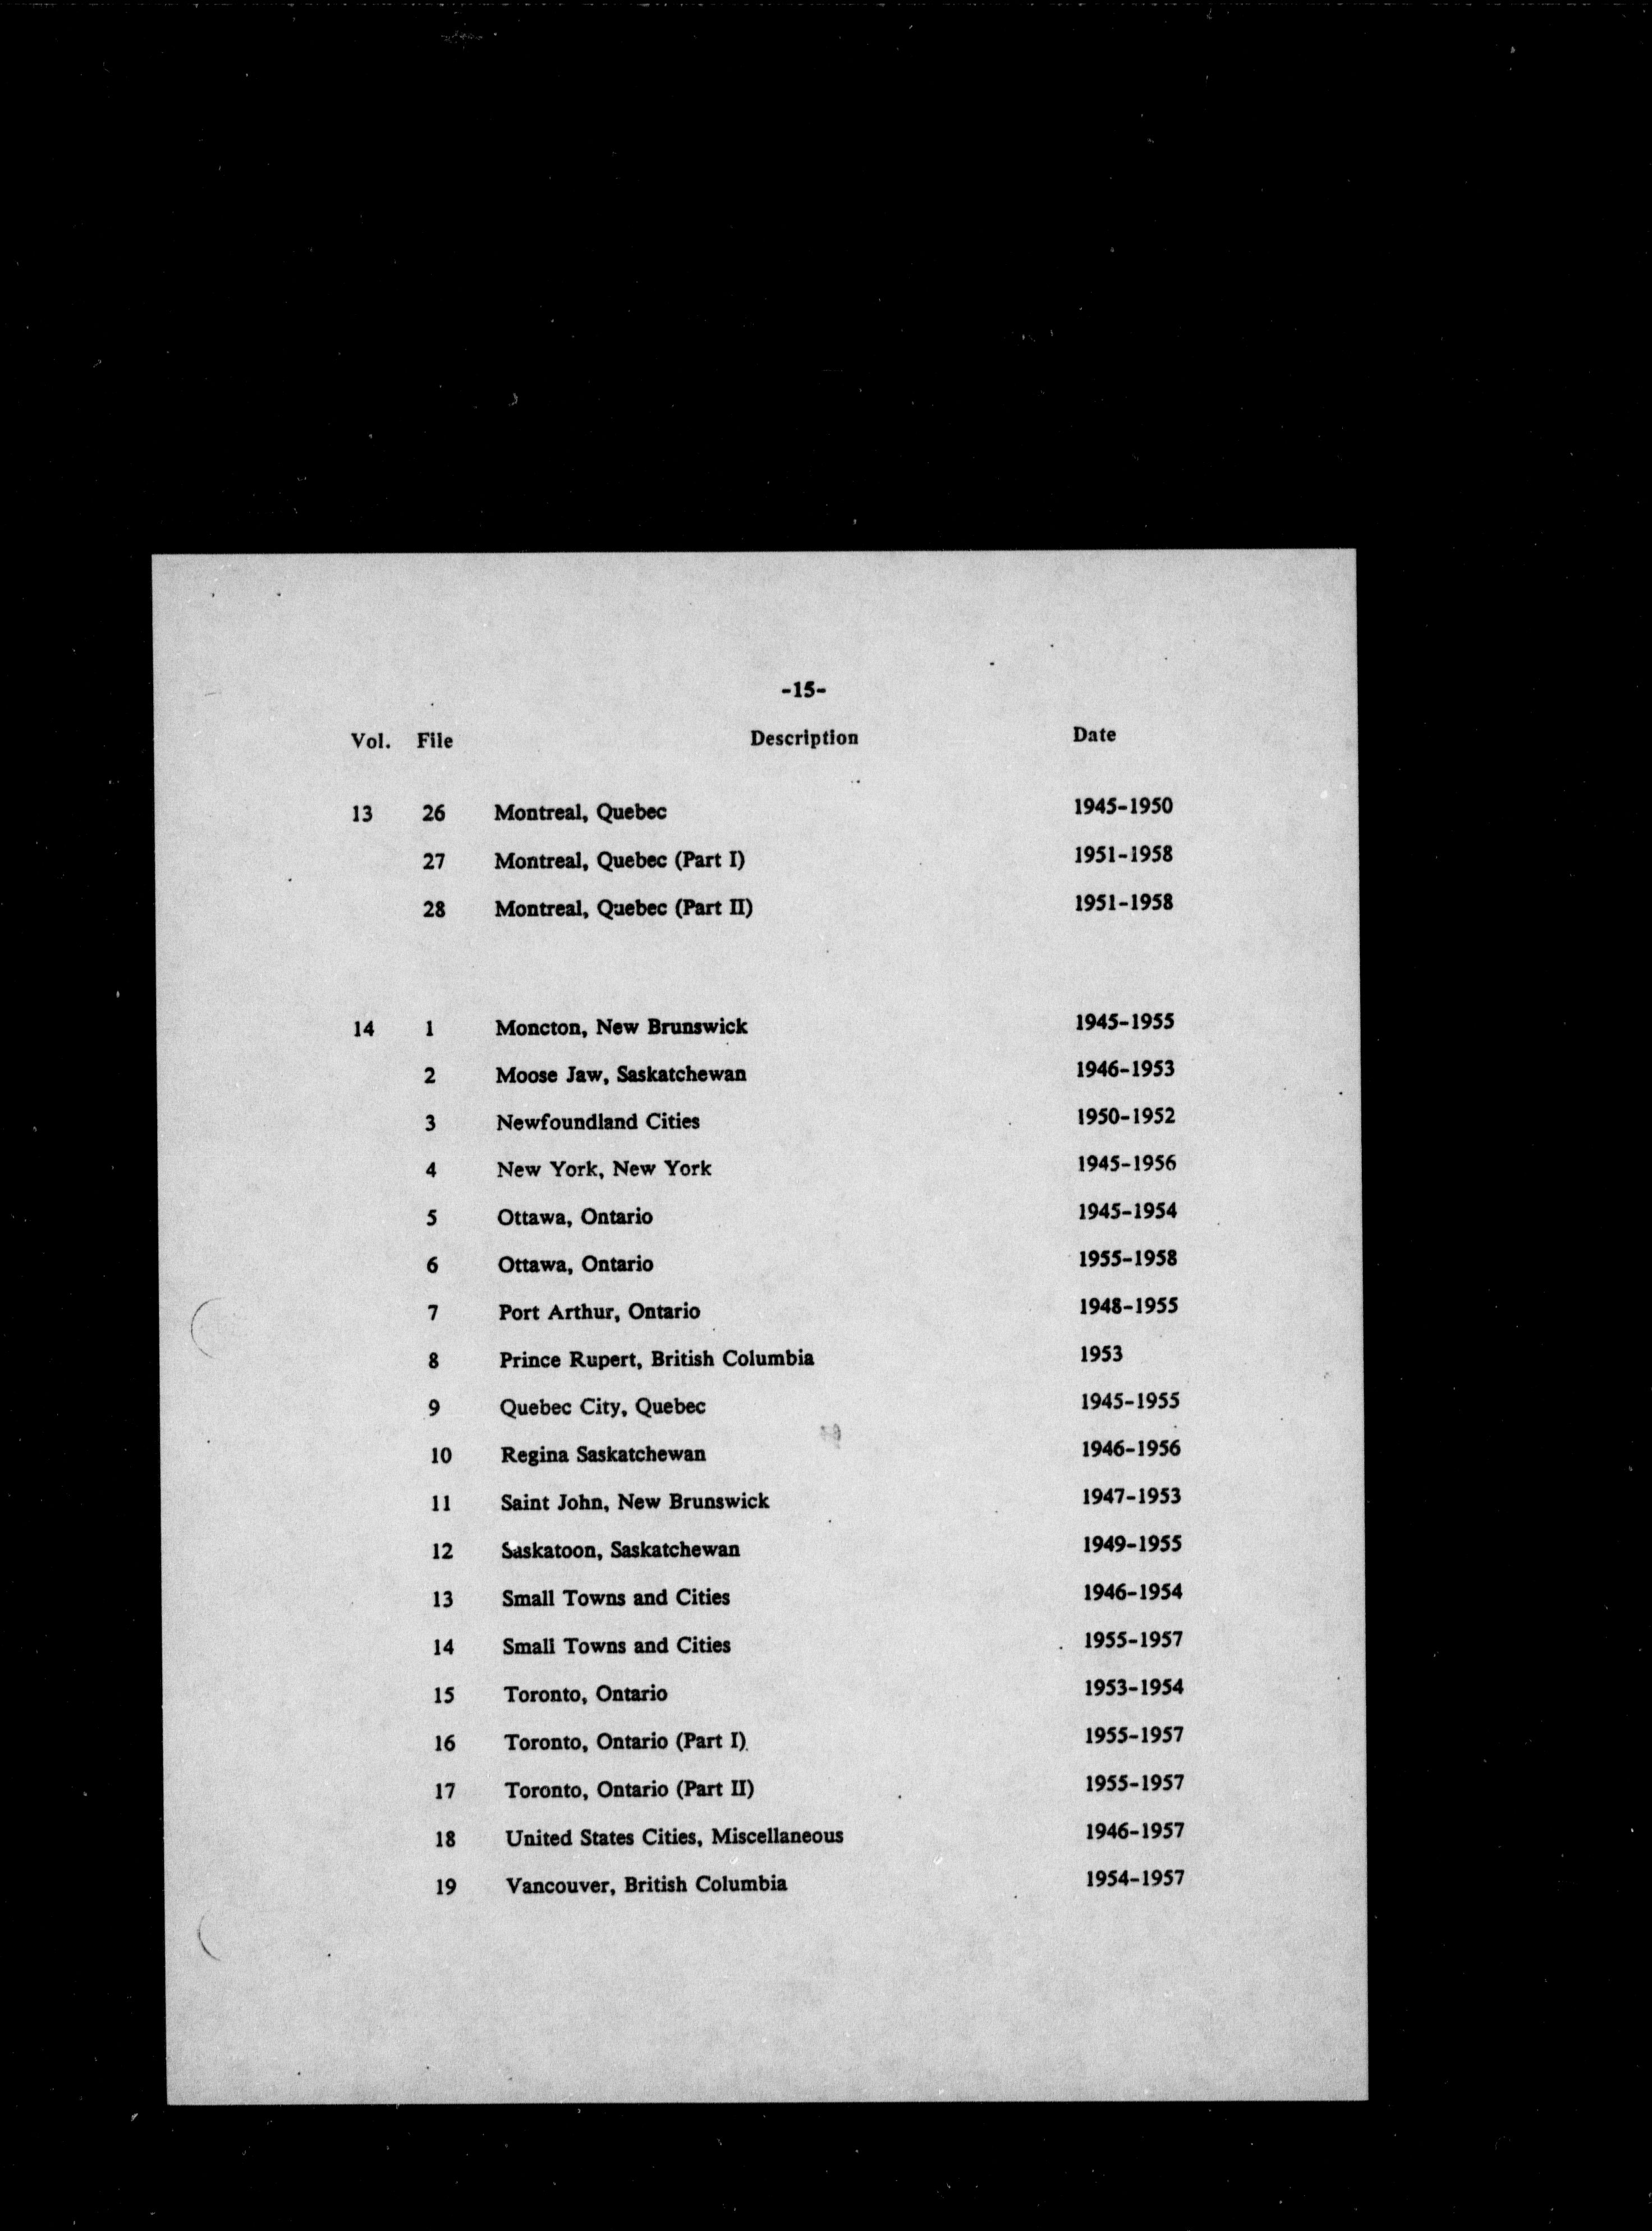 -15-
Vol. File Description Date
13 26 Montreal, Quebec 1945-1950
27 Montreal, Quebec (Part I) 1951-1958
28 Montreal, Quebec (Part II) 1951-1958
14 1 Moncton, New Brunswick 1945-1955
2 Moose Jaw, Saskatchewan 1946-1953
3 Newfoundland Cities 1950-1952
4 New York, New York 1945-1956
5 Ottawa, Ontario 1945-1954
6 Ottawa, Ontario 1955-1958
7 Port Arthur, Ontario 1948-1955
8 Prince Rupert, British Columbia 1953
9 Quebec City, Quebec 1945-1955
10 Regina Saskatchewan 1946-1956
11 Saint John, New Brunswick 1947-1953
12 Saskatoon, Saskatchewan 1949-1955
13 Small Towns and Cities 1946-1954
14 Small Towns and Cities 1955-1957
15 Toronto, Ontario 1953-1954
16 Toronto, Ontario (Part I) 1955-1957
17 Toronto, Ontario (Part II) 1955-1957
18 United States Cities, Miscellaneous 1946-1957
19 Vancouver, British Columbia 1954-1957